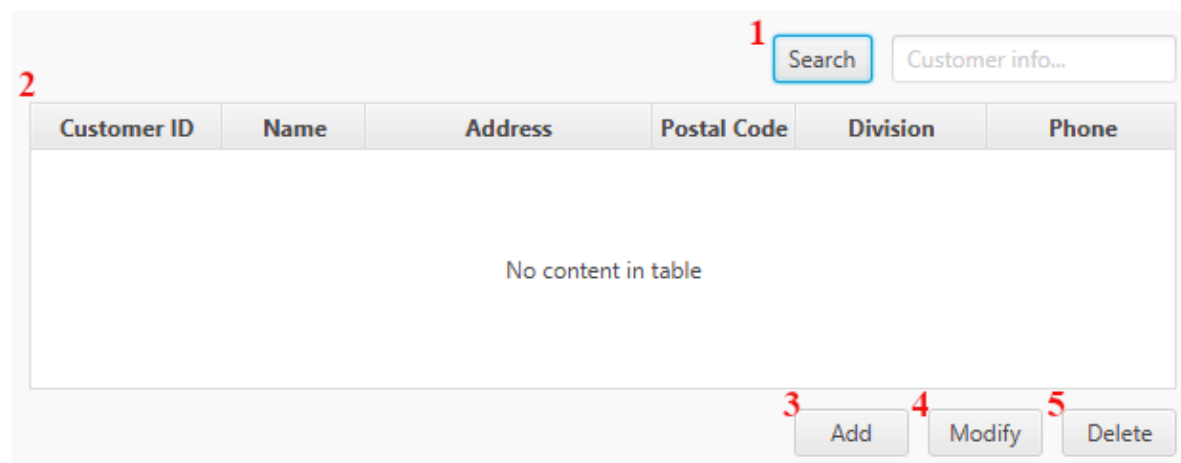 1 Search Customer info...
2
Customer ID Name Address Postal Code Division Phone
No content in table
3 Add 4 Modify 5 Delete